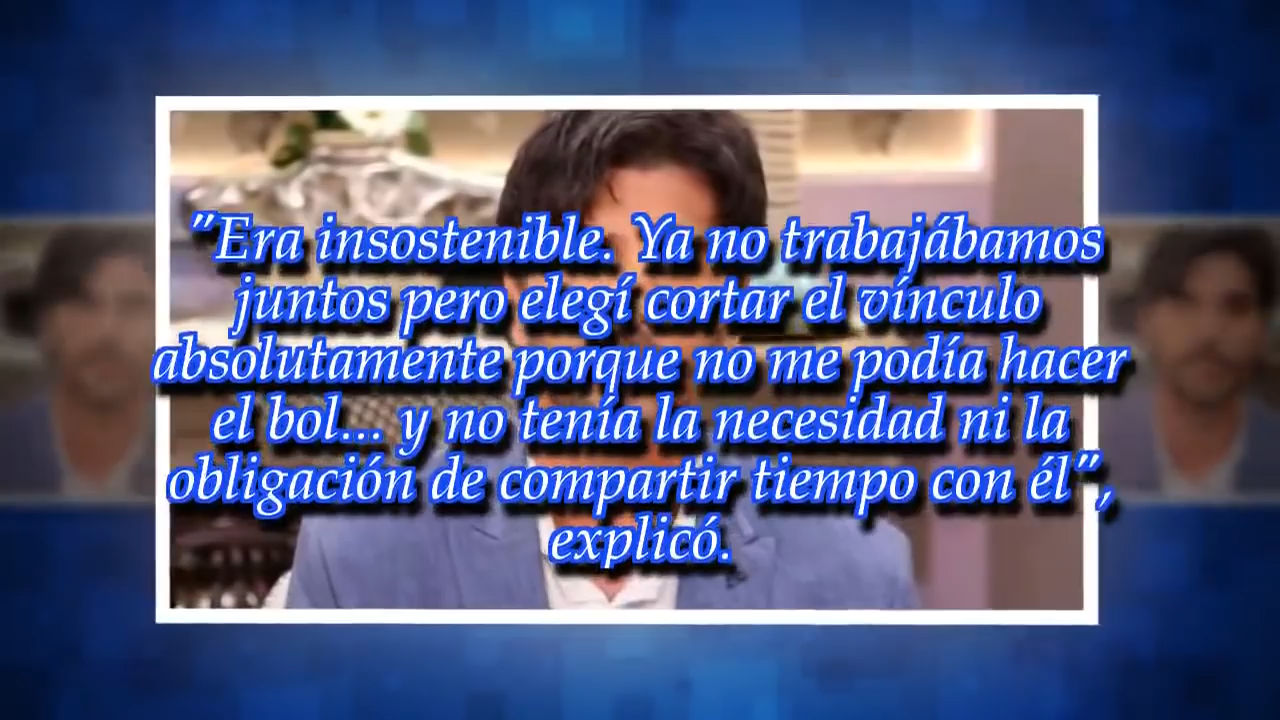 "Era insostenible. Ya no trabajábamos
juntos pero elegí cortar el vínculo
absolutamente porque no me podía hacer
el bol... y no tenía la necesidad ni la
obligación de compartir tiempo con él",
explicó.